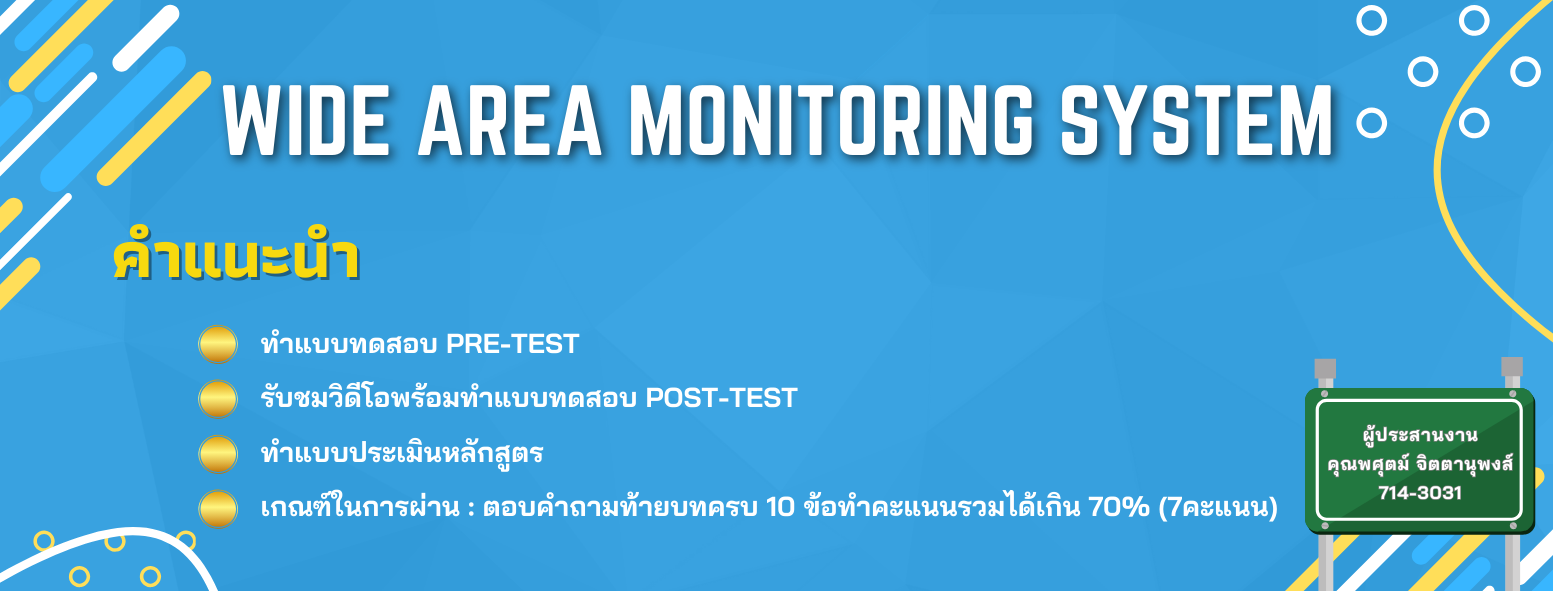 WIDE AREA MONITORING SYSTEM
คำแนะนำ
ทำแบบทดสอบ PRE-TEST
รับชมวิดีโอพร้อมทำแบบทดสอบ POST-TEST
ทำแบบประเมินหลักสูตร
เกณฑ์ในการผ่าน : ตอบคำถามท้ายบทครบ 10 ข้อทำคะแนนรวมได้เกิน 70% (7คะแนน)
ผู้ประสานงาน
คุณพศุตม์ จิตตานุพงส์
714-3031